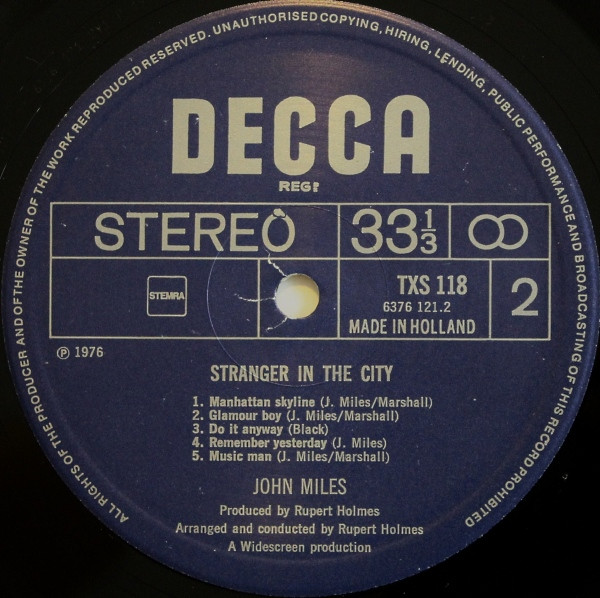 ALL RIGHTS OF THE PRODUCER AND OF THE OWNER OF THE WORK REPRODUCED RESERVED. UNAUTHORISED COPYING, HIRING, LENDING, PUBLIC PERFORMANCE AND BROADCASTING OF THIS RECORD PROHIBITED
DECCA
REGD
STEREO 33 1/3
STEMRA
TXS 118
6376 121.2
MADE IN HOLLAND
2
℗ 1976
STRANGER IN THE CITY
1. Manhattan skyline (J. Miles/Marshall)
2. Glamour boy (J. Miles/Marshall)
3. Do it anyway (Black)
4. Remember yesterday (J. Miles)
5. Music man (J. Miles/Marshall)
JOHN MILES
Produced by Rupert Holmes
Arranged and conducted by Rupert Holmes
A Widescreen production